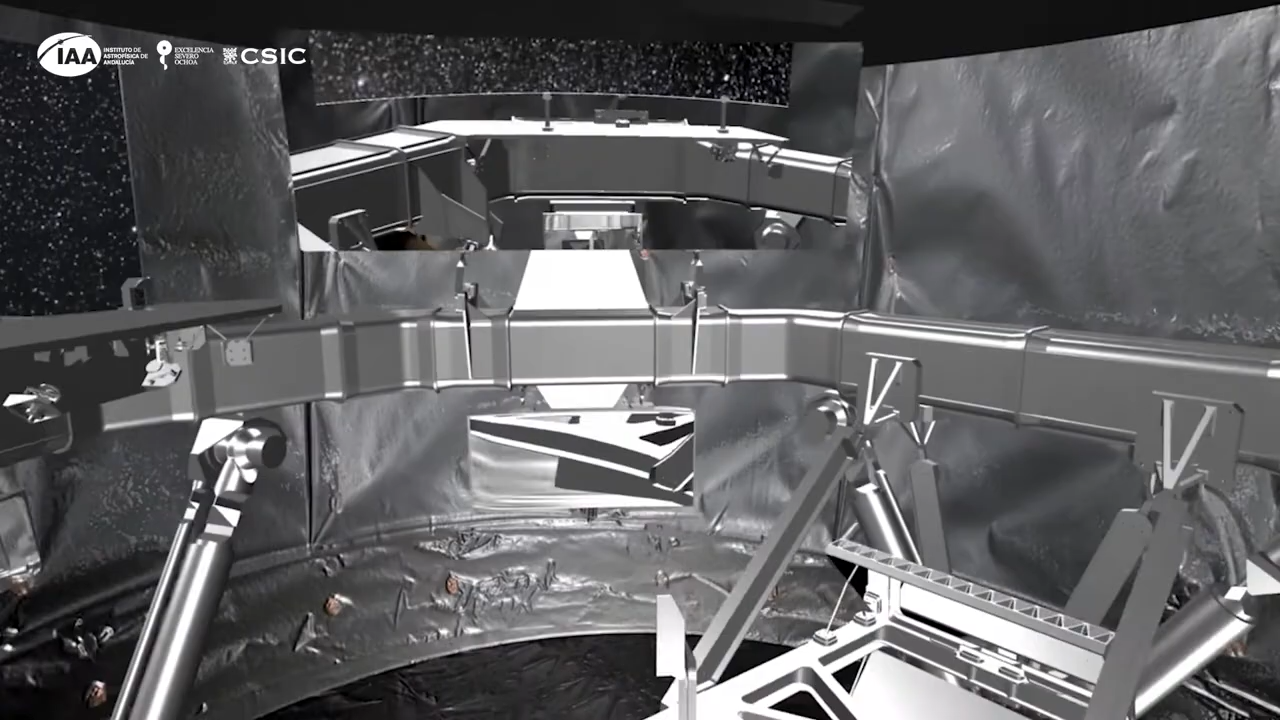 IAA
INSTITUTO DE
ASTROFÍSICA DE
ANDALUCÍA
EXCELENCIA
SEVERO
OCHOA
CSIC